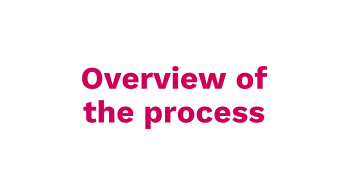 Overview of
the process